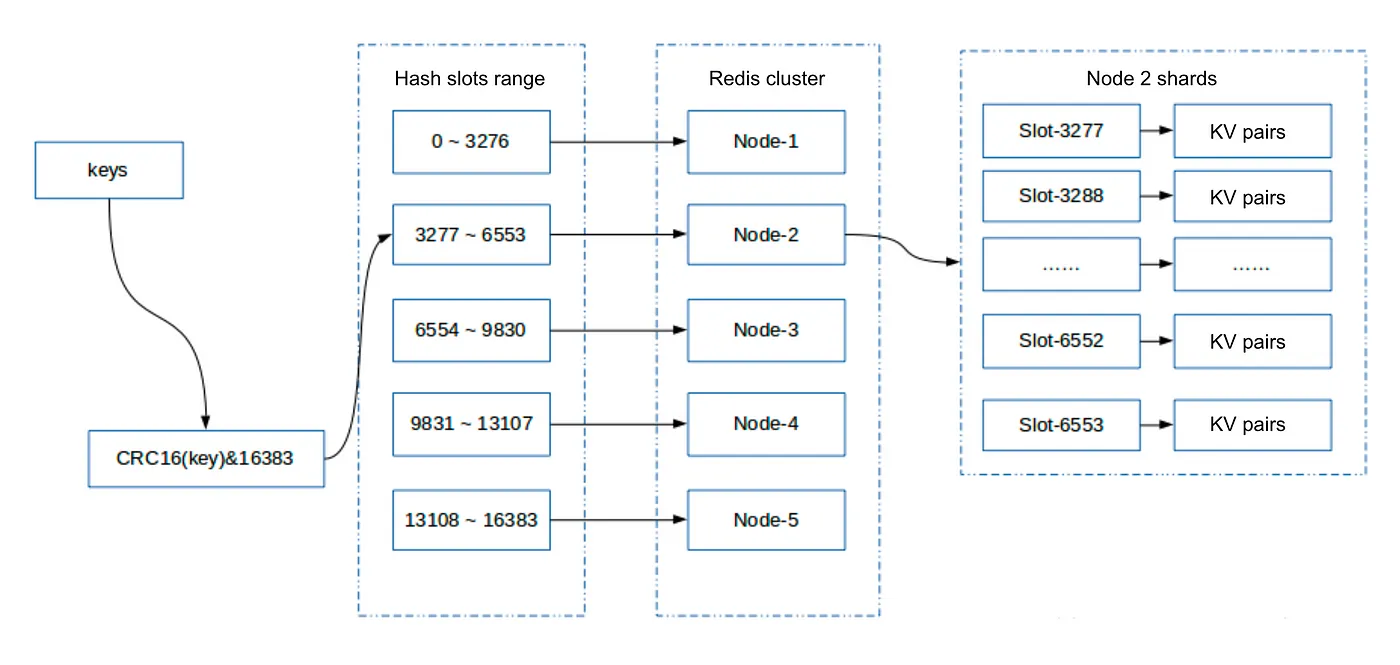 keys
CRC16(key)&16383
Hash slots range
0 ~ 3276
3277 ~ 6553
6554 ~ 9830
9831 ~ 13107
13108 ~ 16383
Redis cluster
Node-1
Node-2
Node-3
Node-4
Node-5
Node 2 shards
Slot-3277
KV pairs
Slot-3288
KV pairs
......
......
Slot-6552
KV pairs
Slot-6553
KV pairs